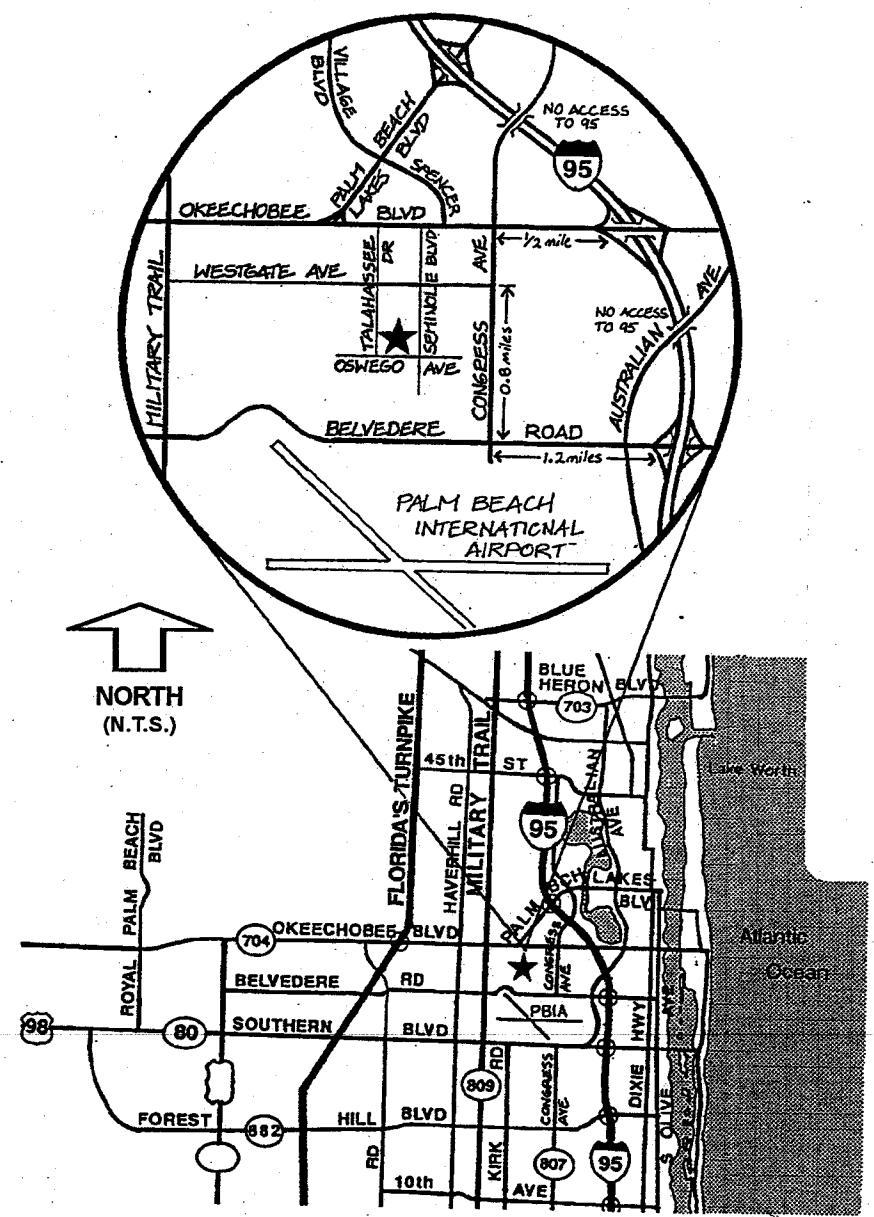 VILLAGE
BLVD
PALM BEACH
LAKES BLVD
SPENCER
NO ACCESS
TO 95
95
OKEECHOBEE BLVD
1/2 mile
MILITARY TRAIL
WESTGATE AVE
TALAHASSEE
DR
SEMINOLE BLVD
CONGRESS AVE
0.8 miles
NO ACCESS
TO 95
AUSTRALIAN AVE
OSWEGO AVE
BELVEDERE ROAD
1.2 miles
PALM BEACH
INTERNATIONAL
AIRPORT
NORTH
(N.T.S.)
BLUE
HERON BLVD
703
FLORIDA'S TURNPIKE
45th ST
HAVERHILL RD
MILITARY TRAIL
95
AUSTRALIAN
AVE
Lake Worth
ROYAL PALM BEACH
BLVD
PALM BCH LAKES
BLV
704
OKEECHOBEE BLVD
CONGRESS
AVE
Atlantic
Ocean
BELVEDERE RD
PBIA
98
80
SOUTHERN BLVD
DIXIE HWY
S OLIVE AVE
809
KIRK RD
CONGRESS
AVE
FOREST HILL BLVD
882
RD
807
95
10th AVE